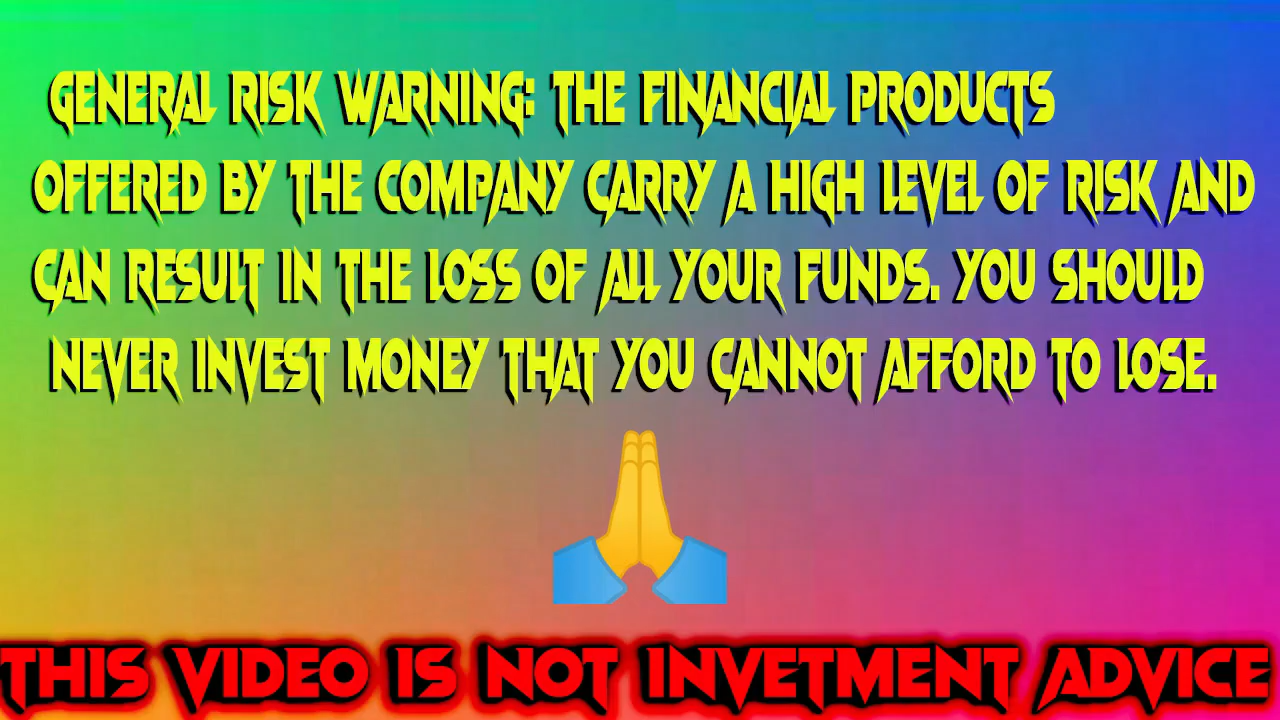 GENERAL RISK WARNING: THE FINANCIAL PRODUCTS
OFFERED BY THE COMPANY CARRY A HIGH LEVEL OF RISK AND
CAN RESULT IN THE LOSS OF ALL YOUR FUNDS. YOU SHOULD
NEVER INVEST MONEY THAT YOU CANNOT AFFORD TO LOSE.
THIS VIDEO IS NOT INVETMENT ADVICE